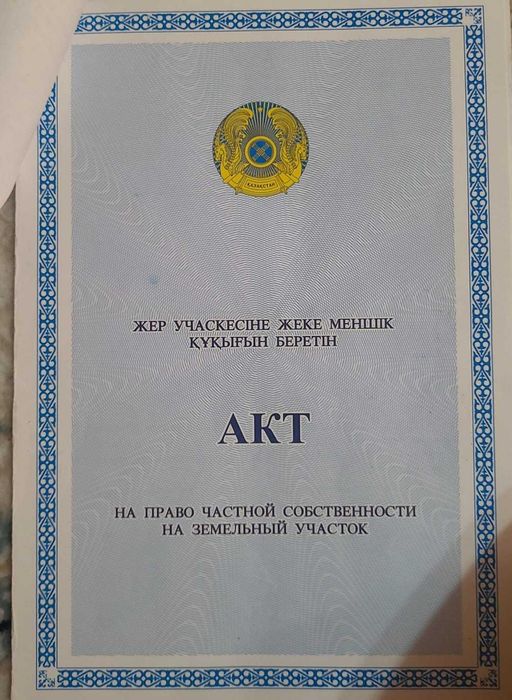 ҚАЗАҚСТАН
ЖЕР УЧАСКЕСІНЕ ЖЕКЕ МЕНШІК
ҚҰҚЫҒЫН БЕРЕТІН
АКТ
НА ПРАВО ЧАСТНОЙ СОБСТВЕННОСТИ
НА ЗЕМЕЛЬНЫЙ УЧАСТОК